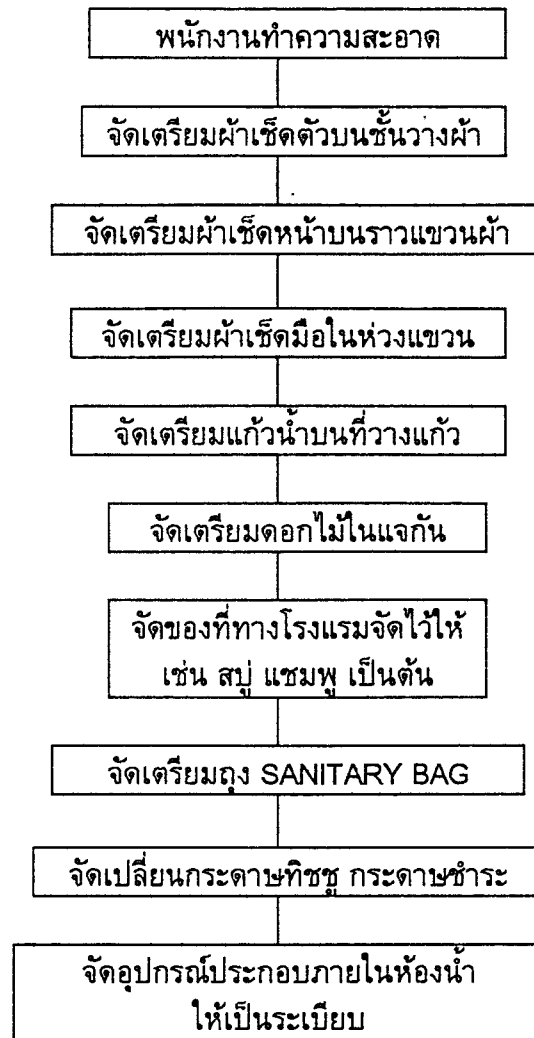 พนักงานทำความสะอาด
จัดเตรียมผ้าเช็ดตัวบนชั้นวางผ้า
จัดเตรียมผ้าเช็ดหน้าบนราวแขวนผ้า
จัดเตรียมผ้าเช็ดมือในห่วงแขวน
จัดเตรียมแก้วน้ำบนที่วางแก้ว
จัดเตรียมดอกไม้ในแจกัน
จัดของที่ทางโรงแรมจัดไว้ให้
เช่น สบู่ แชมพู เป็นต้น
จัดเตรียมถุง SANITARY BAG
จัดเปลี่ยนกระดาษทิชชู กระดาษชำระ
จัดอุปกรณ์ประกอบภายในห้องน้ำ
ให้เป็นระเบียบ